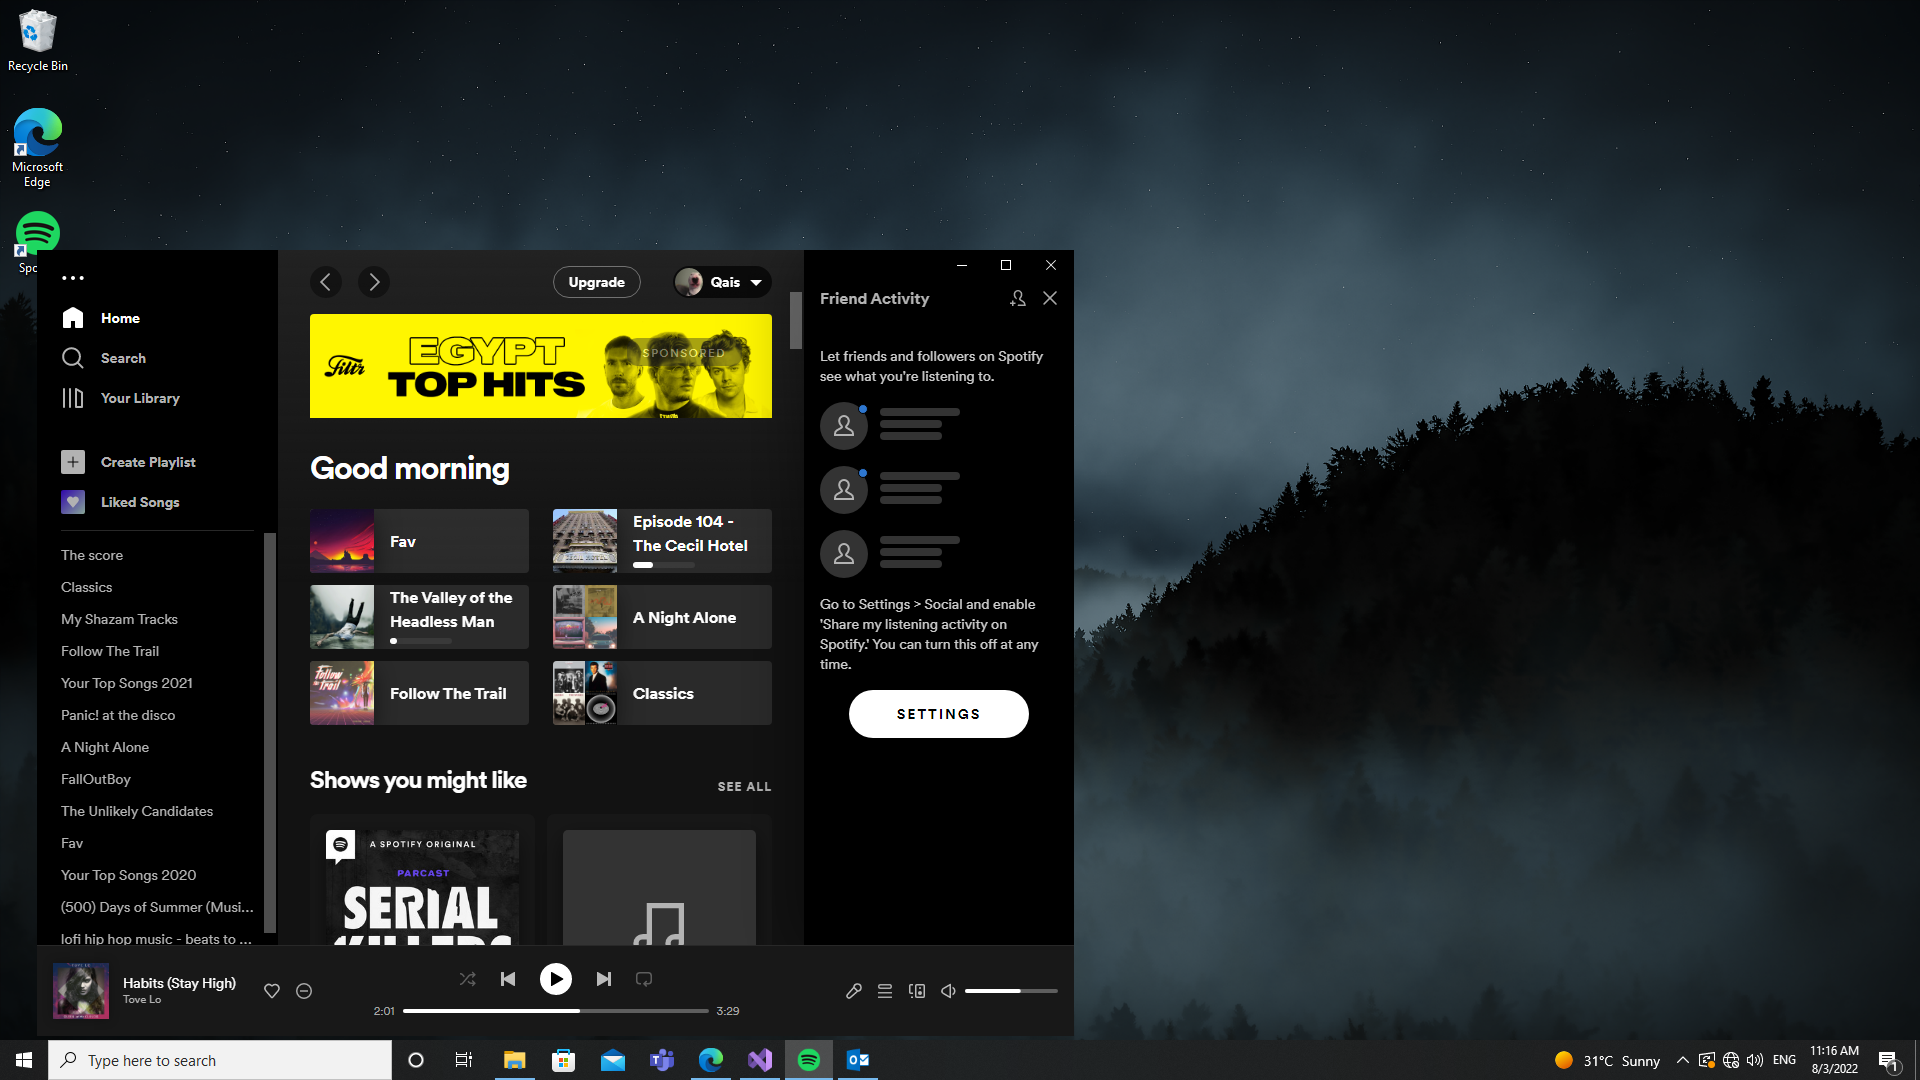 Recycle Bin
Microsoft
Edge
Upgrade
Qais
Home
Search
Your Library
Create Playlist
Liked Songs
The score
Classics
My Shazam Tracks
Follow The Trail
Your Top Songs 2021
Panic! at the disco
A Night Alone
FallOutBoy
The Unlikely Candidates
Fav
Your Top Songs 2020
(500) Days of Summer (Musi...
lofi hip hop music - beats to ...
Filtr
EGYPT
TOP HITS
SPONSORED
Good morning
Fav
Episode 104 -
The Cecil Hotel
The Valley of the
Headless Man
A Night Alone
Follow The Trail
Classics
Shows you might like
SEE ALL
A SPOTIFY ORIGINAL
PARCAST
SERIAL
KILLERS
Friend Activity
Let friends and followers on Spotify
see what you're listening to.
Go to Settings > Social and enable
'Share my listening activity on
Spotify.' You can turn this off at any
time.
SETTINGS
Habits (Stay High)
Tove Lo
2:01
3:29
Type here to search
31°C Sunny
ENG
11:16 AM
8/3/2022
1